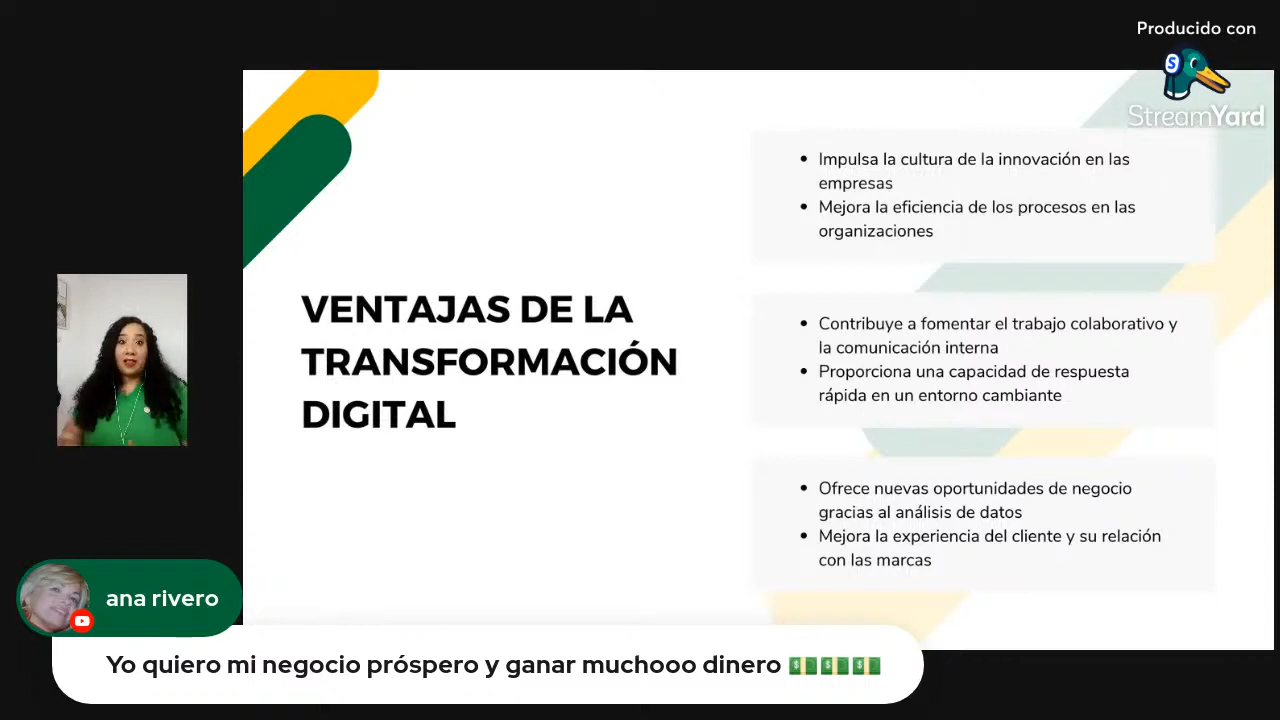 Producido con
StreamYard
VENTAJAS DE LA
TRANSFORMACIÓN
DIGITAL
• Impulsa la cultura de la innovación en las
empresas
• Mejora la eficiencia de los procesos en las
organizaciones
• Contribuye a fomentar el trabajo colaborativo y
la comunicación interna
• Proporciona una capacidad de respuesta
rápida en un entorno cambiante
• Ofrece nuevas oportunidades de negocio
gracias al análisis de datos
• Mejora la experiencia del cliente y su relación
con las marcas
ana rivero
Yo quiero mi negocio próspero y ganar muchooo dinero 💵💵💵